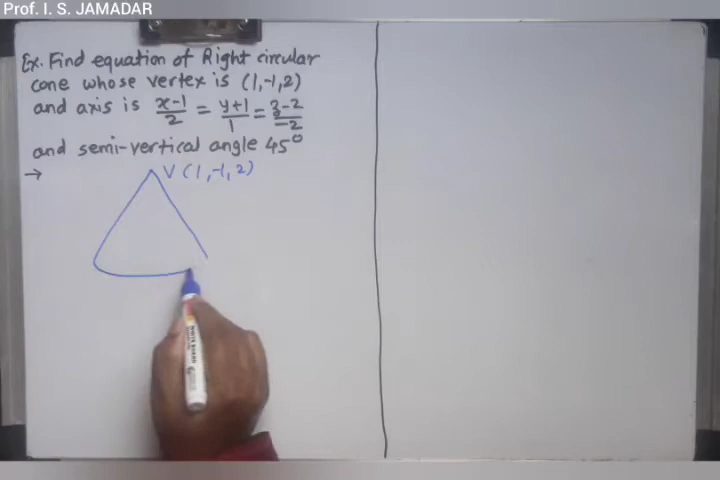 Prof. I. S. JAMADAR
Ex. Find equation of Right circular
cone whose vertex is (1,-1,2)
and axis is x-1/2 = y+1/1 = z-2/-2
and semi-vertical angle 45°
→
V(1,-1,2)